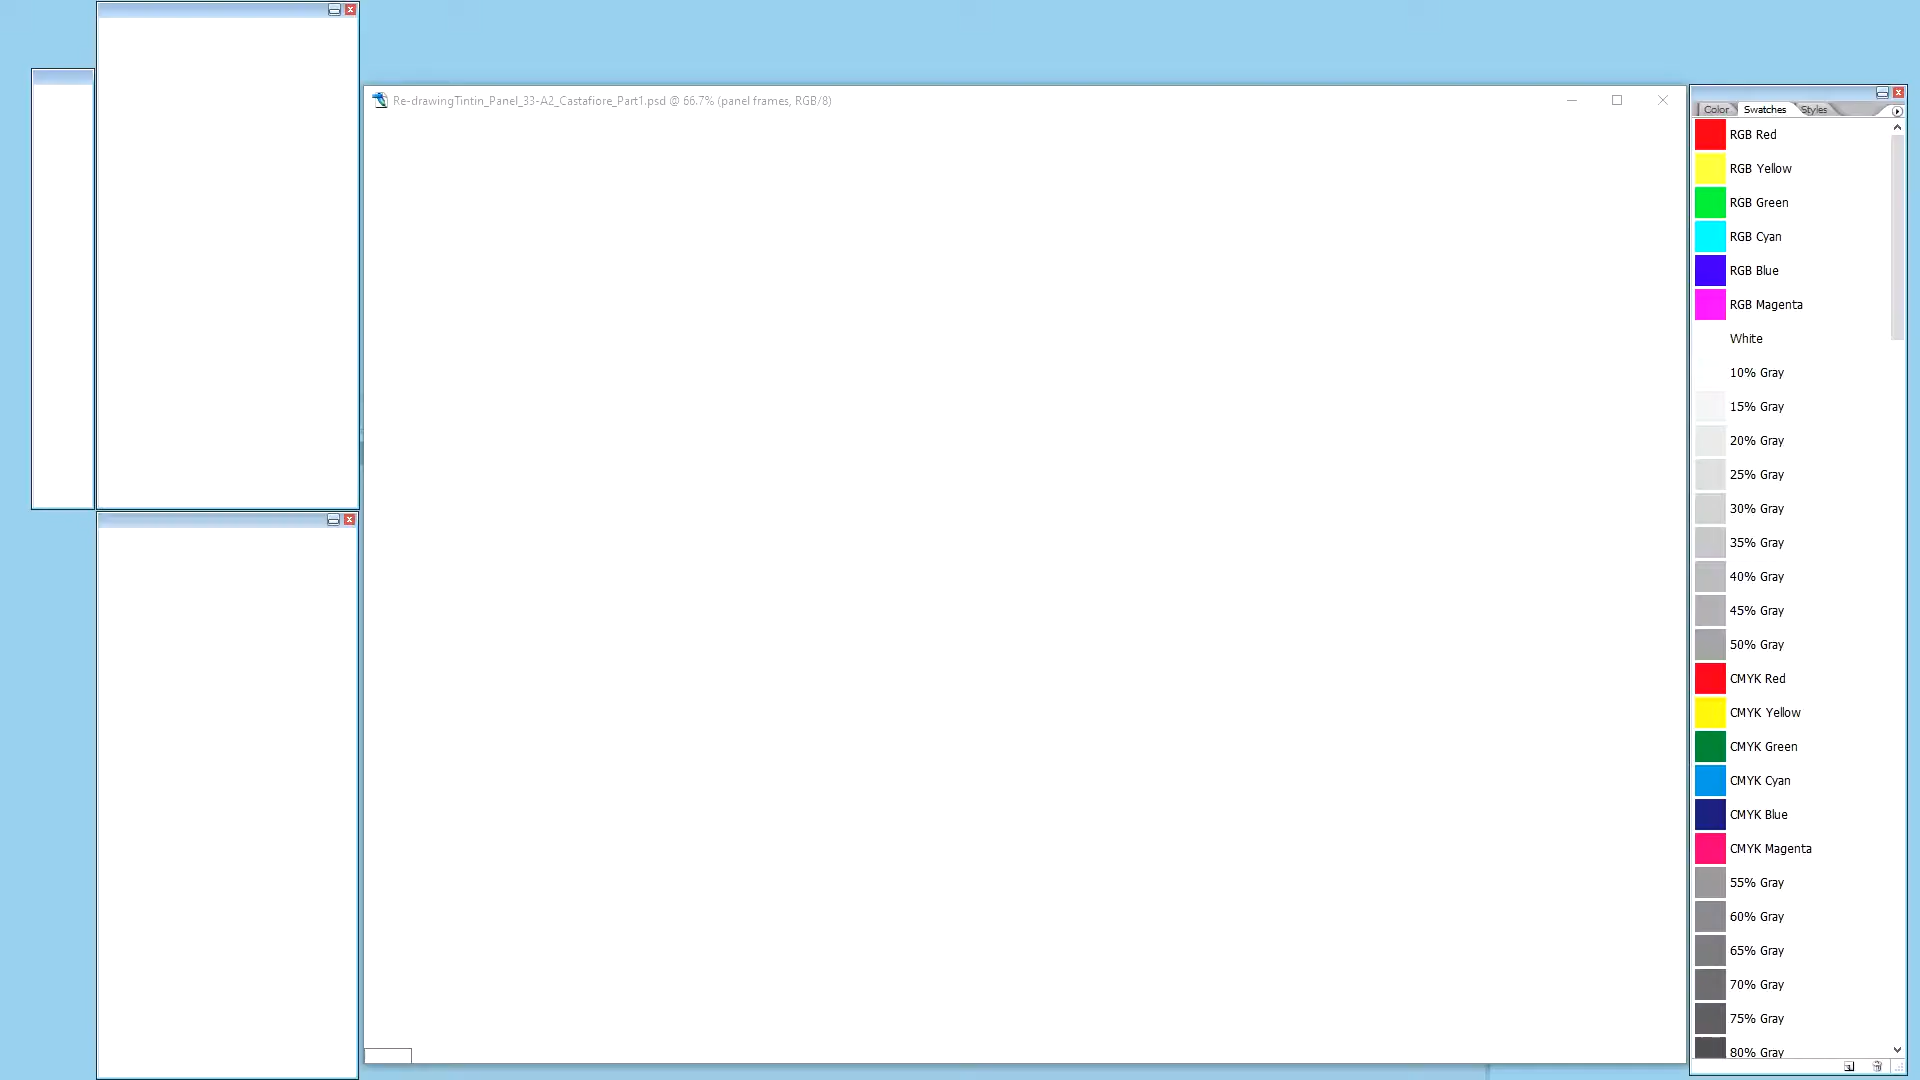 Re-drawingTintin_Panel_33-A2_Castafiore_Part1.psd @ 66.7% (panel frames, RGB/8)
Color Swatches Styles
RGB Red
RGB Yellow
RGB Green
RGB Cyan
RGB Blue
RGB Magenta
White
10% Gray
15% Gray
20% Gray
25% Gray
30% Gray
35% Gray
40% Gray
45% Gray
50% Gray
CMYK Red
CMYK Yellow
CMYK Green
CMYK Cyan
CMYK Blue
CMYK Magenta
55% Gray
60% Gray
65% Gray
70% Gray
75% Gray
80% Gray